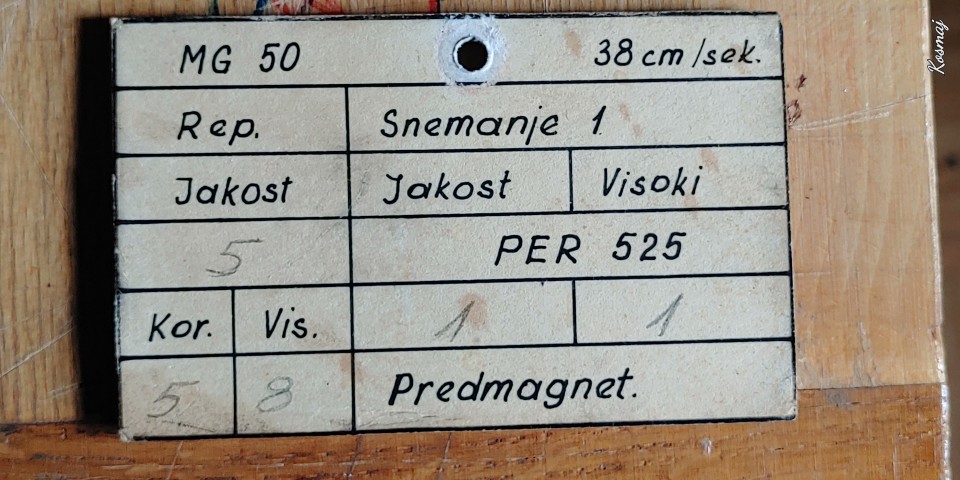 MG 50 38 cm/sek.
Rep. Snemanje 1
Jakost Jakost Visoki
5 PER 525
Kor. Vis. 1 1
5 8 Predmagnet.
Kosmaj